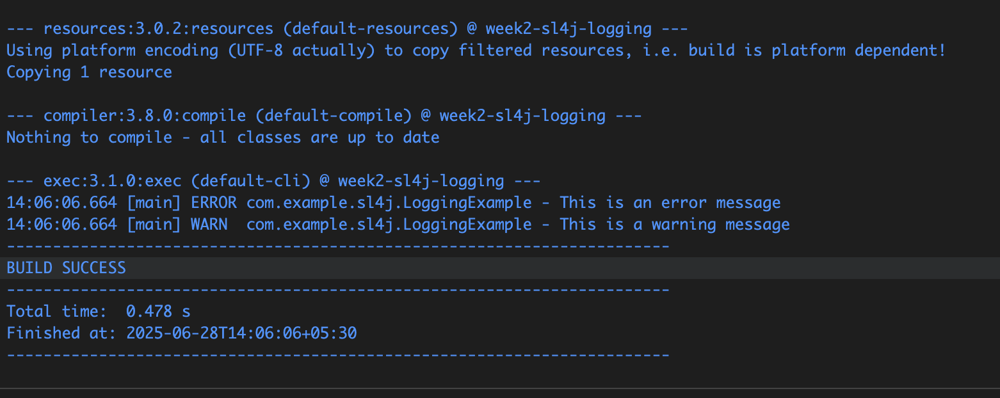 --- resources:3.0.2:resources (default-resources) @ week2-sl4j-logging ---
Using platform encoding (UTF-8 actually) to copy filtered resources, i.e. build is platform dependent!
Copying 1 resource

--- compiler:3.8.0:compile (default-compile) @ week2-sl4j-logging ---
Nothing to compile - all classes are up to date

--- exec:3.1.0:exec (default-cli) @ week2-sl4j-logging ---
14:06:06.664 [main] ERROR com.example.sl4j.LoggingExample - This is an error message
14:06:06.664 [main] WARN  com.example.sl4j.LoggingExample - This is a warning message
------------------------------------------------------------------------
BUILD SUCCESS
------------------------------------------------------------------------
Total time:  0.478 s
Finished at: 2025-06-28T14:06:06+05:30
------------------------------------------------------------------------